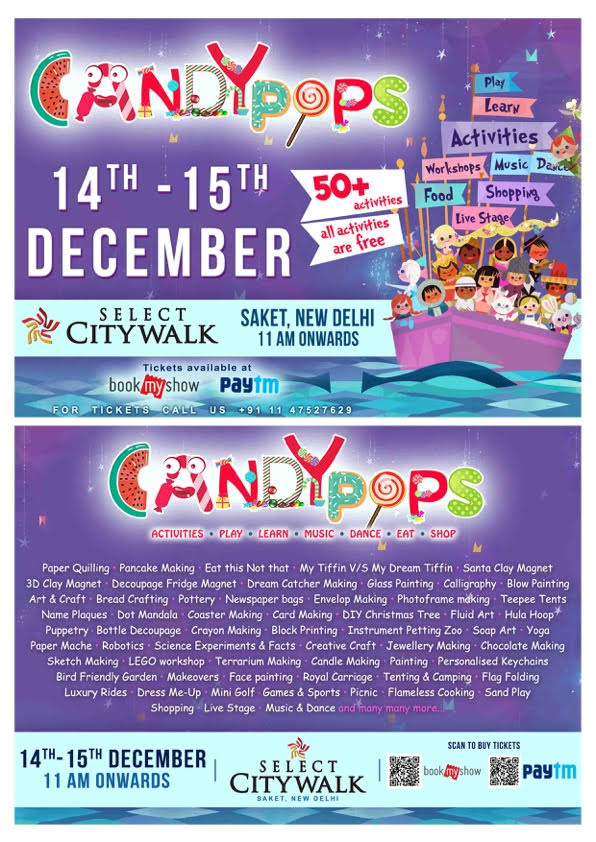 CANDYPOPS
14TH - 15TH
DECEMBER
50+
activities
all activities
are free
Play
Learn
Activities
Workshops
Music Dance
Food
Shopping
Live Stage
SELECT
CITYWALK
SAKET, NEW DELHI
11 AM ONWARDS
Tickets available at
bookmyshow
paytm
FOR TICKETS CALL US +91 11 47527629
CANDYPOPS
ACTIVITIES • PLAY • LEARN • MUSIC • DANCE • EAT • SHOP
Paper Quilling • Pancake Making • Eat this Not that • My Tiffin V/S My Dream Tiffin • Santa Clay Magnet
3D Clay Magnet • Decoupage Fridge Magnet • Dream Catcher Making • Glass Painting • Calligraphy • Blow Painting
Art & Craft • Bread Crafting • Pottery • Newspaper bags • Envelop Making • Photoframe making • Teepee Tents
Name Plaques • Dot Mandala • Coaster Making • Card Making • DIY Christmas Tree • Fluid Art • Hula Hoop
Puppetry • Bottle Decoupage • Crayon Making • Block Printing • Instrument Petting Zoo • Soap Art • Yoga
Paper Mache • Robotics • Science Experiments & Facts • Creative Craft • Jewellery Making • Chocolate Making
Sketch Making • LEGO workshop • Terrarium Making • Candle Making • Painting • Personalised Keychains
Bird Friendly Garden • Makeovers • Face painting • Royal Carriage • Tenting & Camping • Flag Folding
Luxury Rides • Dress Me-Up • Mini Golf • Games & Sports • Picnic • Flameless Cooking • Sand Play
Shopping • Live Stage • Music & Dance and many many more...
14TH- 15TH DECEMBER
11 AM ONWARDS
SELECT
CITYWALK
SAKET, NEW DELHI
SCAN TO BUY TICKETS
bookmyshow
paytm